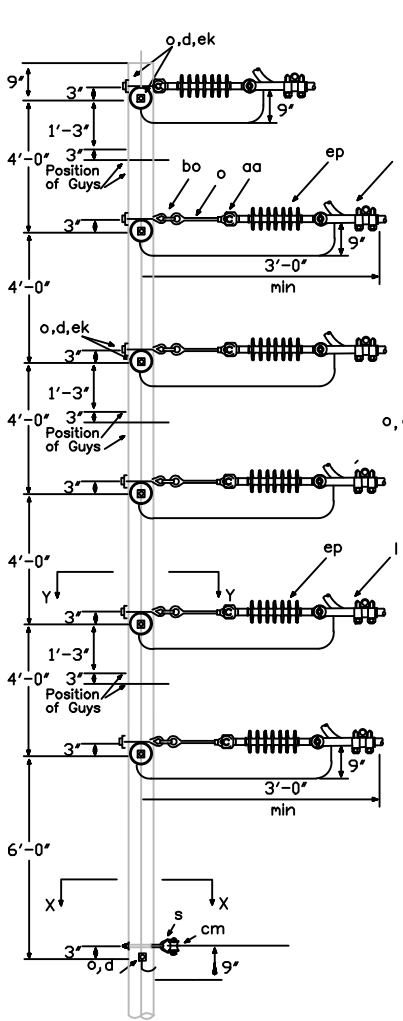 o,d,ek
9"
3"
9"
1'-3"
4'-0"
3"
Position
of Guys
bo
o
aa
ep
3"
9"
3'-0"
min
4'-0"
o,d,ek
3"
1'-3"
4'-0"
3"
Position
of Guys
o,
3"
4'-0"
ep
l
Y
Y
3"
1'-3"
4'-0"
3"
Position
of Guys
3"
9"
3'-0"
min
6'-0"
X
X
s
cm
3"
o,d
9"